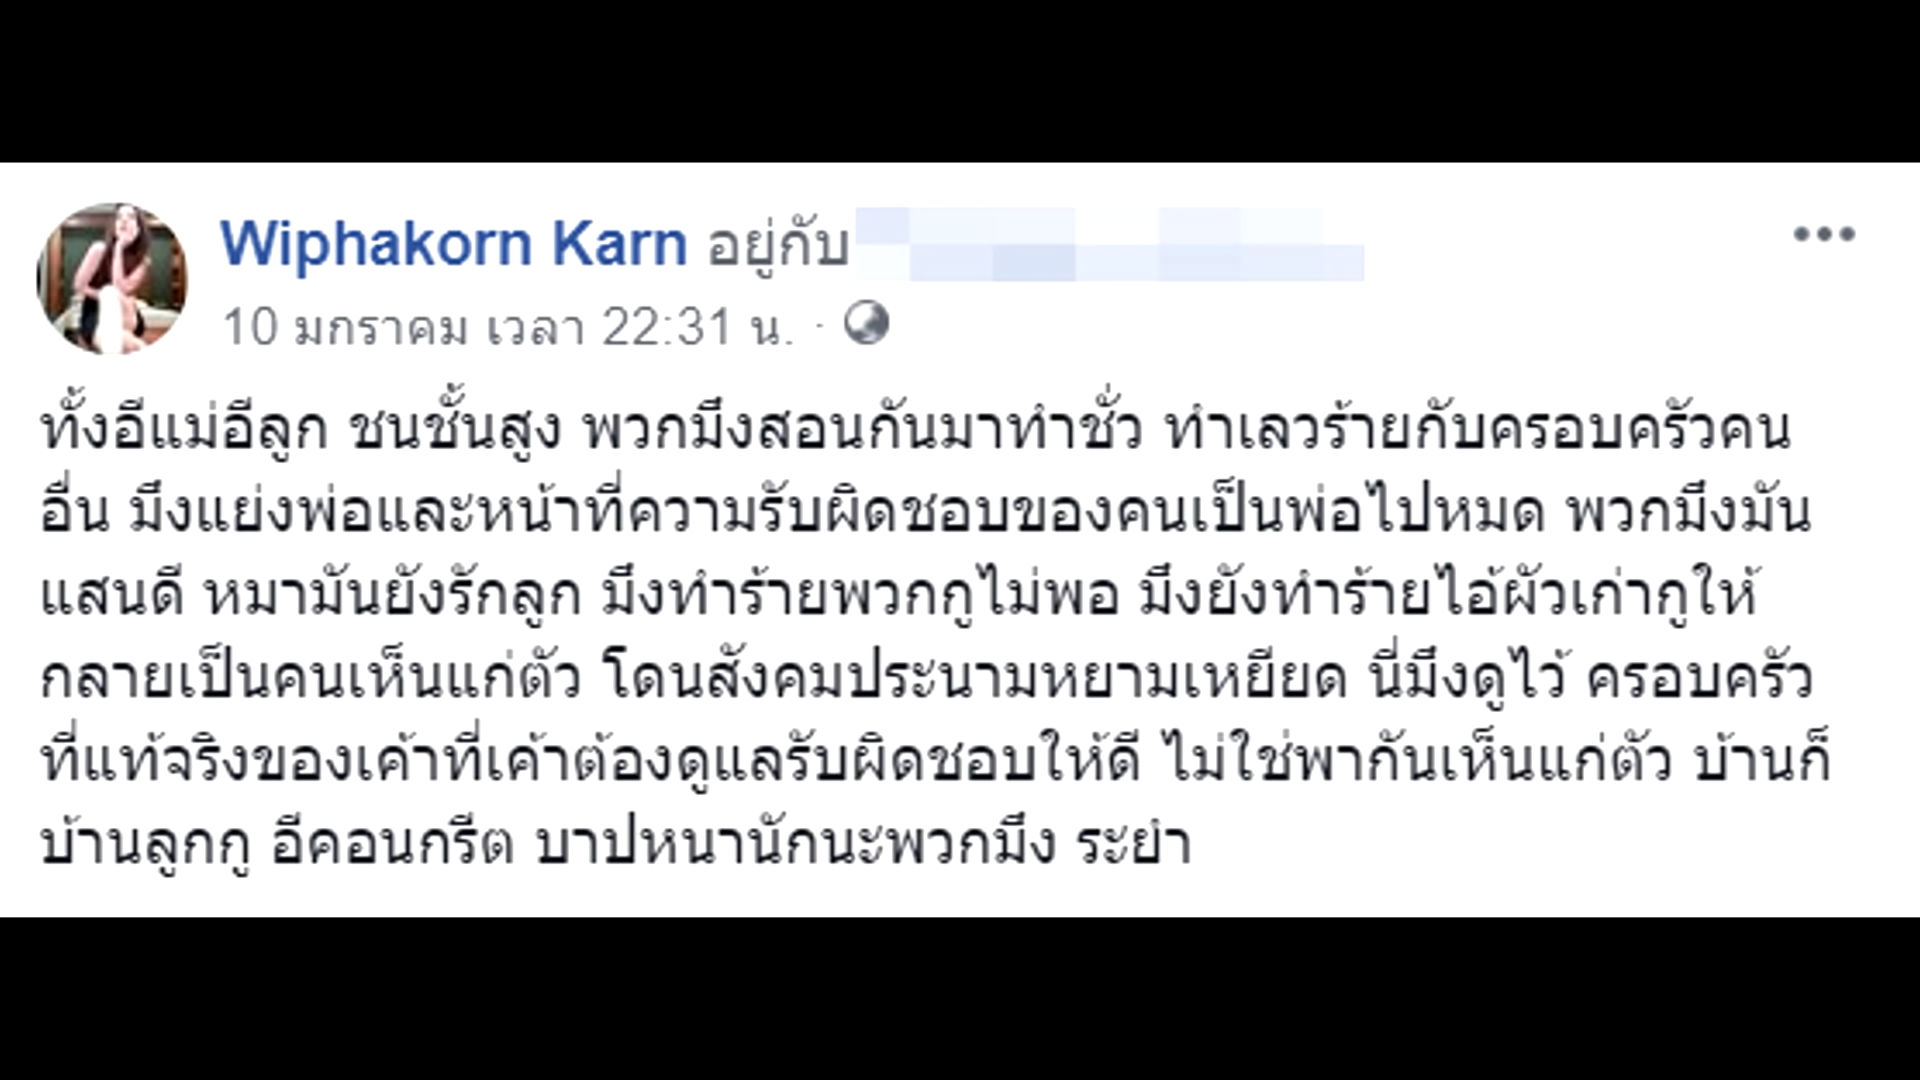 Wiphakorn Karn อยู่กับ
10 มกราคม เวลา 22:31 น. ·
ทั้งอีแม่อีลูก ชนชั้นสูง พวกมึงสอนกันมาทำชั่ว ทำเลวร้ายกับครอบครัวคน
อื่น มึงแย่งพ่อและหน้าที่ความรับผิดชอบของคนเป็นพ่อไปหมด พวกมึงมัน
แสนดี หมามันยังรักลูก มึงทำร้ายพวกกูไม่พอ มึงยังทำร้ายไอ้ผัวเก่ากูให้
กลายเป็นคนเห็นแก่ตัว โดนสังคมประนามหยามเหยียด นี่มึงดูไว้ ครอบครัว
ที่แท้จริงของเค้าที่เค้าต้องดูแลรับผิดชอบให้ดี ไม่ใช่พากันเห็นแก่ตัว บ้านก็
บ้านลูกกู อีคอนกรีต บาปหนานักนะพวกมึง ระยำ